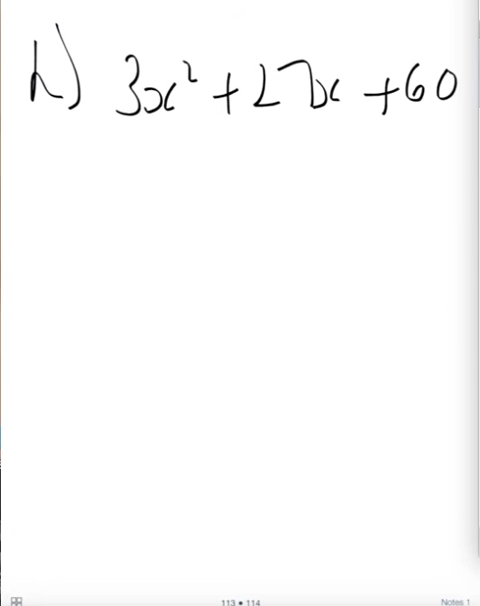 h) 3x² + 27x + 60
113 • 114
Notes 1